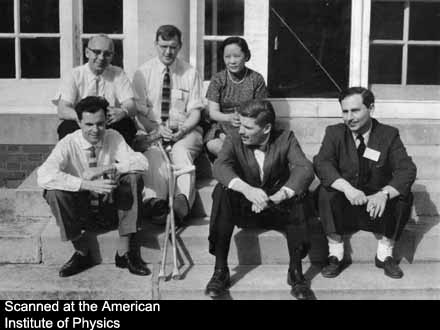 Scanned at the American
Institute of Physics